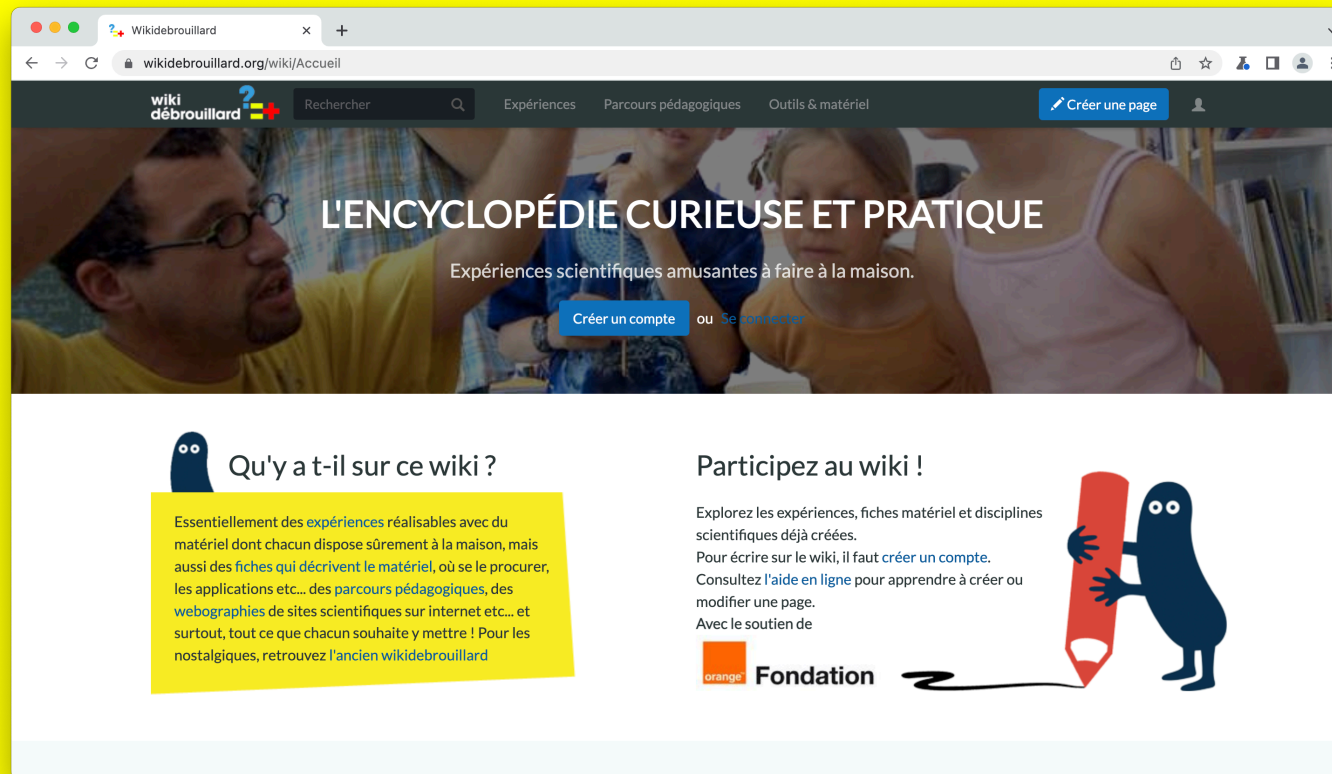 Wikidebrouillard
wikidebrouillard.org/wiki/Accueil
wiki
débrouillard
Rechercher
Expériences
Parcours pédagogiques
Outils & matériel
Créer une page
L'ENCYCLOPÉDIE CURIEUSE ET PRATIQUE
Expériences scientifiques amusantes à faire à la maison.
Créer un compte ou Se connecter
Qu'y a t-il sur ce wiki ?
Essentiellement des expériences réalisables avec du
matériel dont chacun dispose sûrement à la maison, mais
aussi des fiches qui décrivent le matériel, où se le procurer,
les applications etc... des parcours pédagogiques, des
webographies de sites scientifiques sur internet etc... et
surtout, tout ce que chacun souhaite y mettre ! Pour les
nostalgiques, retrouvez l'ancien wikidebrouillard
Participez au wiki !
Explorez les expériences, fiches matériel et disciplines
scientifiques déjà créées.
Pour écrire sur le wiki, il faut créer un compte.
Consultez l'aide en ligne pour apprendre à créer ou
modifier une page.
Avec le soutien de
orange™
Fondation